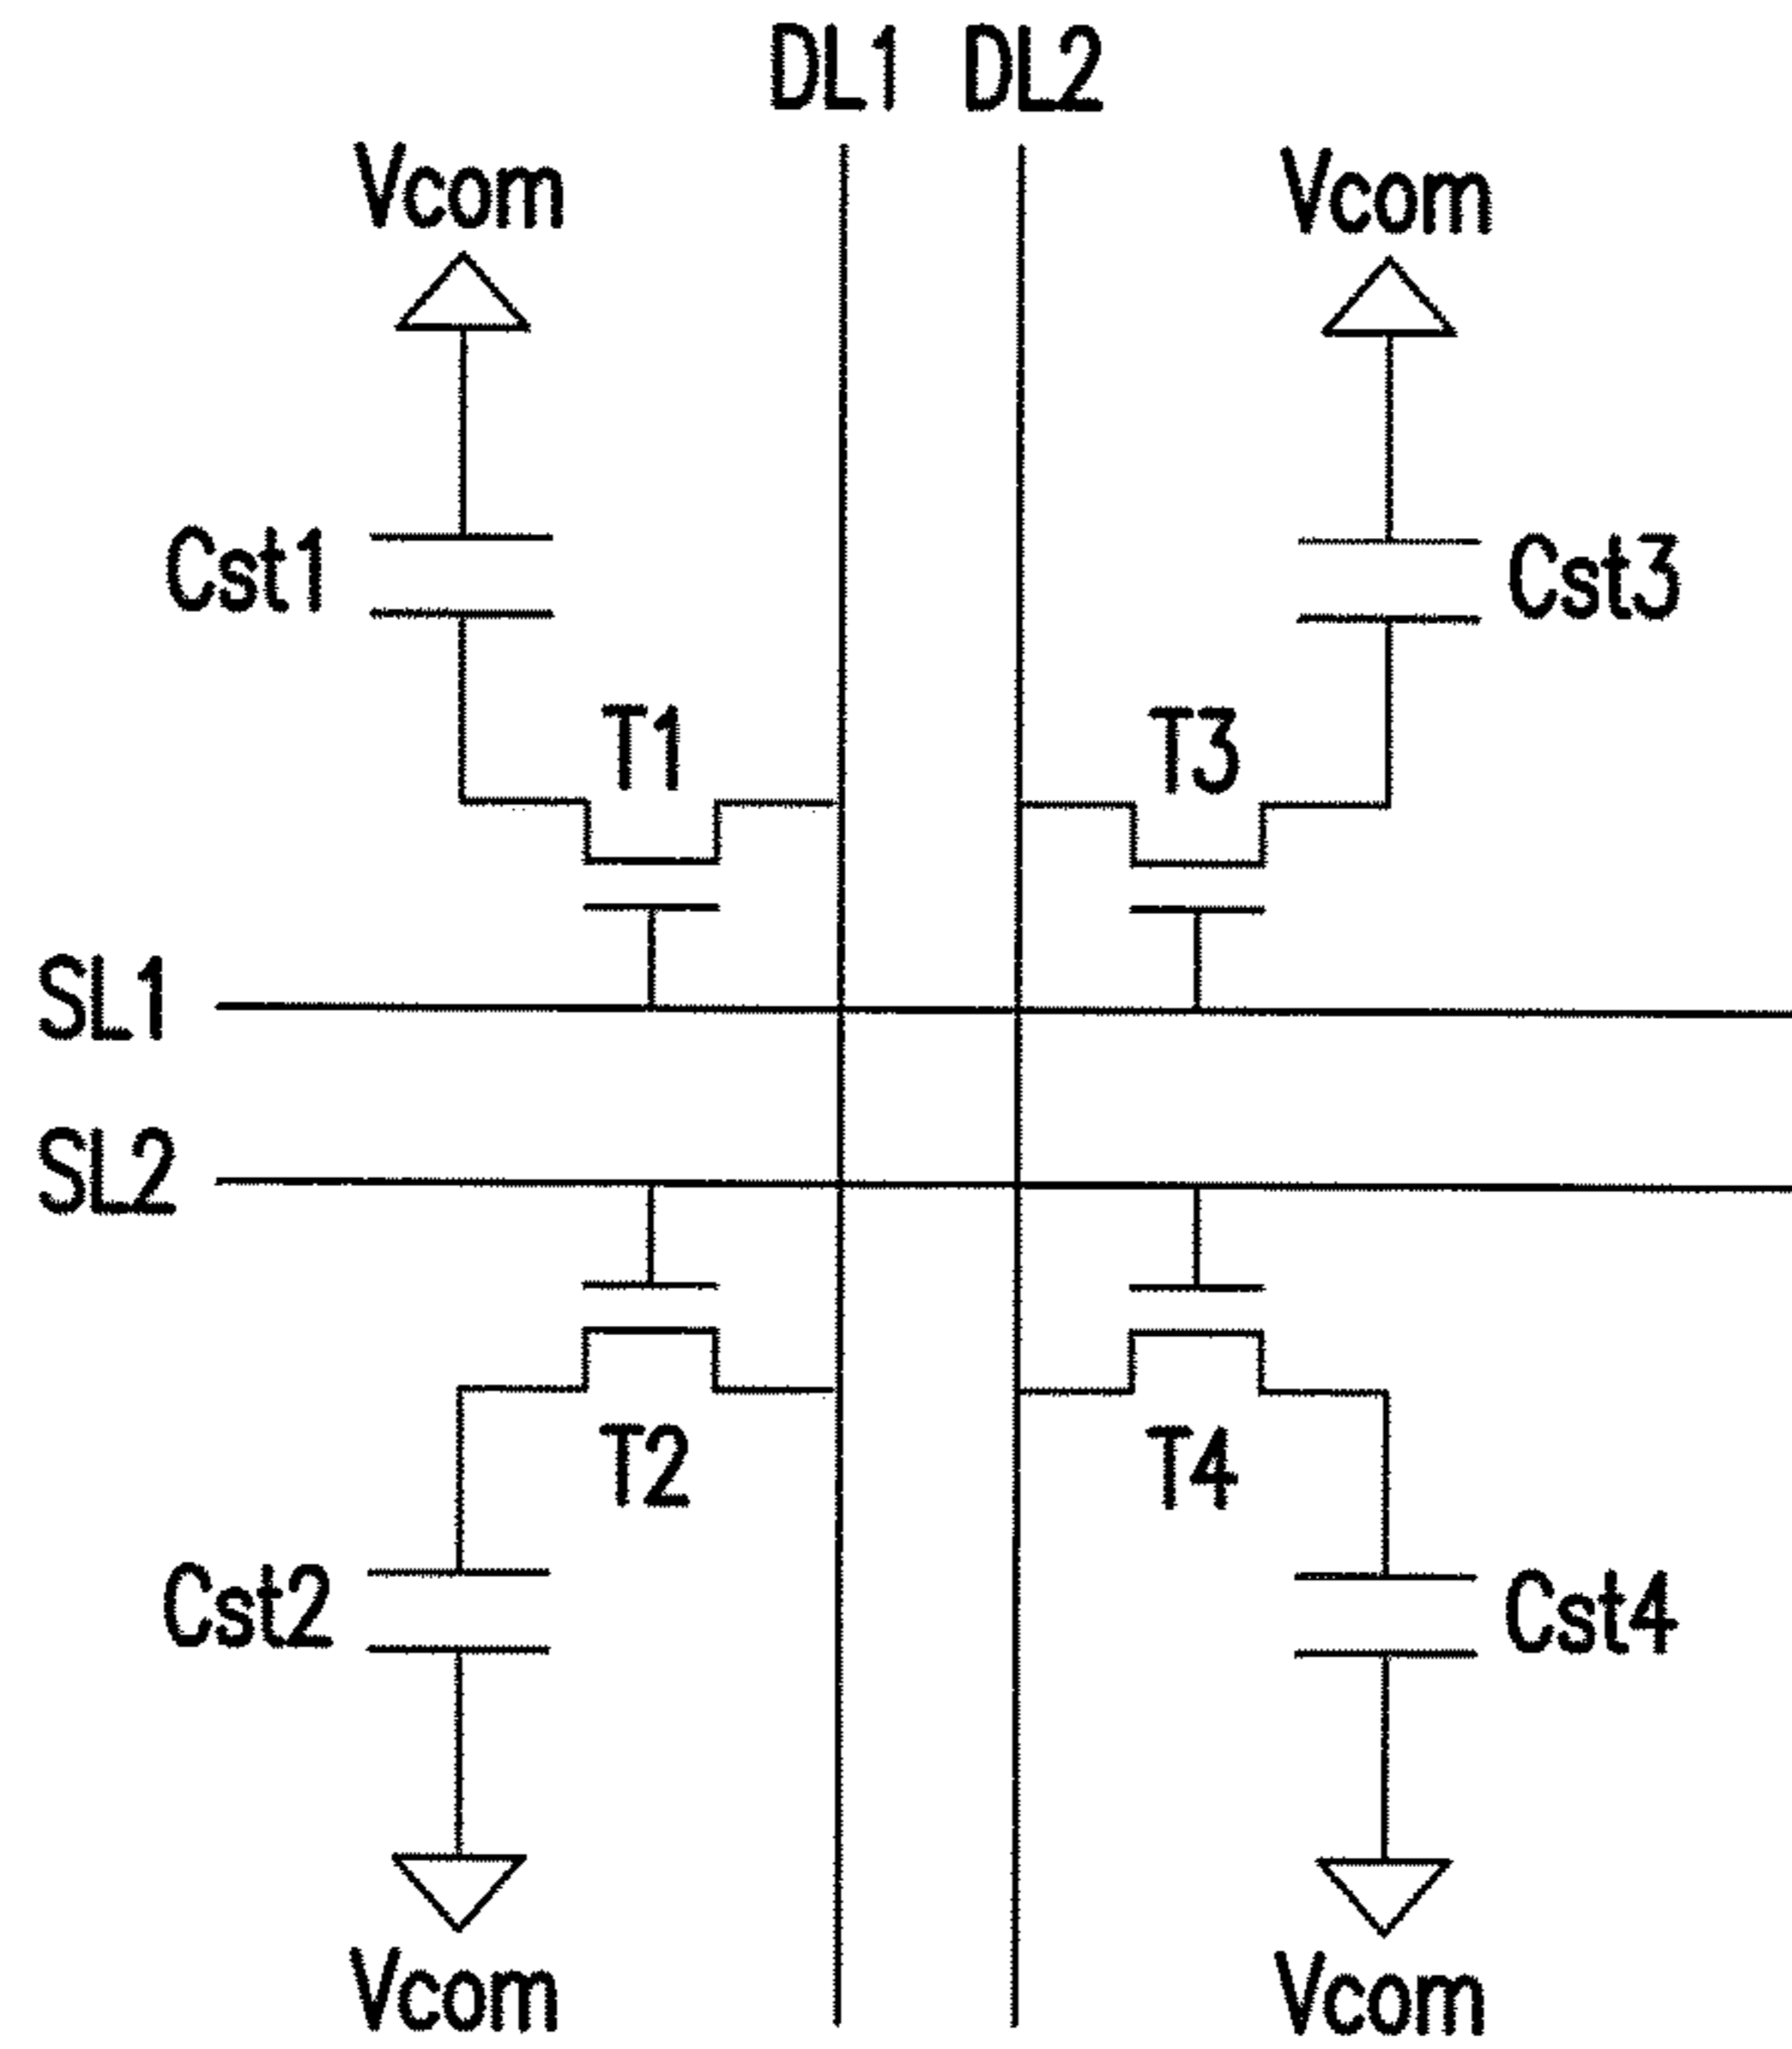 DL1 DL2
Vcom Vcom
Cst1 Cst3
T1 T3
SL1
SL2
T2 T4
Cst2 Cst4
Vcom Vcom